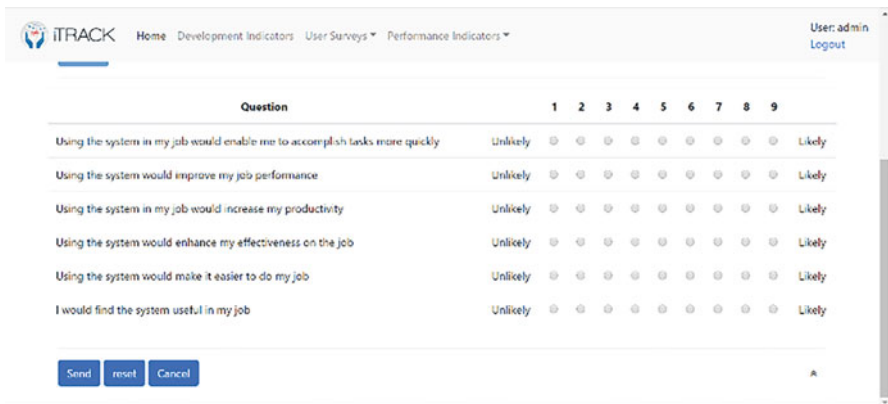 iTRACK Home Development Indicators User Surveys Performance Indicators User: admin
Logout
Question 1 2 3 4 5 6 7 8 9
Using the system in my job would enable me to accomplish tasks more quickly Unlikely Likely
Using the system would improve my job performance Unlikely Likely
Using the system in my job would increase my productivity Unlikely Likely
Using the system would enhance my effectiveness on the job Unlikely Likely
Using the system would make it easier to do my job Unlikely Likely
I would find the system useful in my job Unlikely Likely
Send reset Cancel